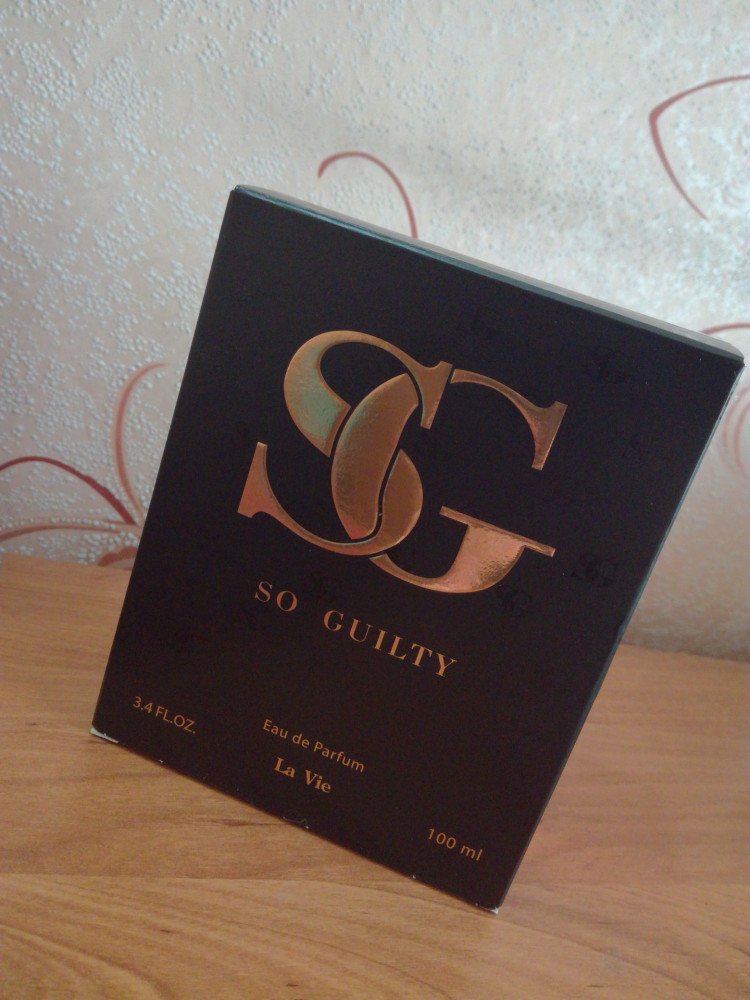 SG
SO GUILTY
3.4 FL.OZ.
Eau de Parfum
La Vie
100 ml